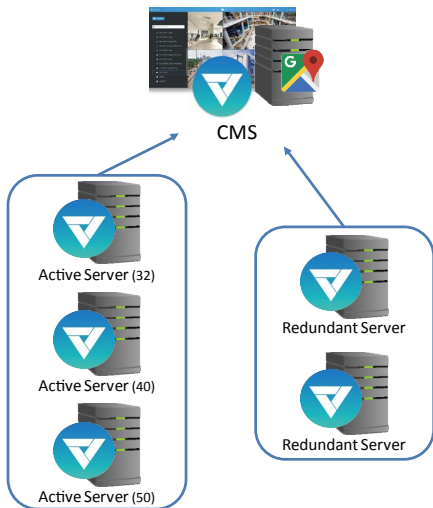 G
CMS
Active Server (32)
Redundant Server
Active Server (40)
Redundant Server
Active Server (50)